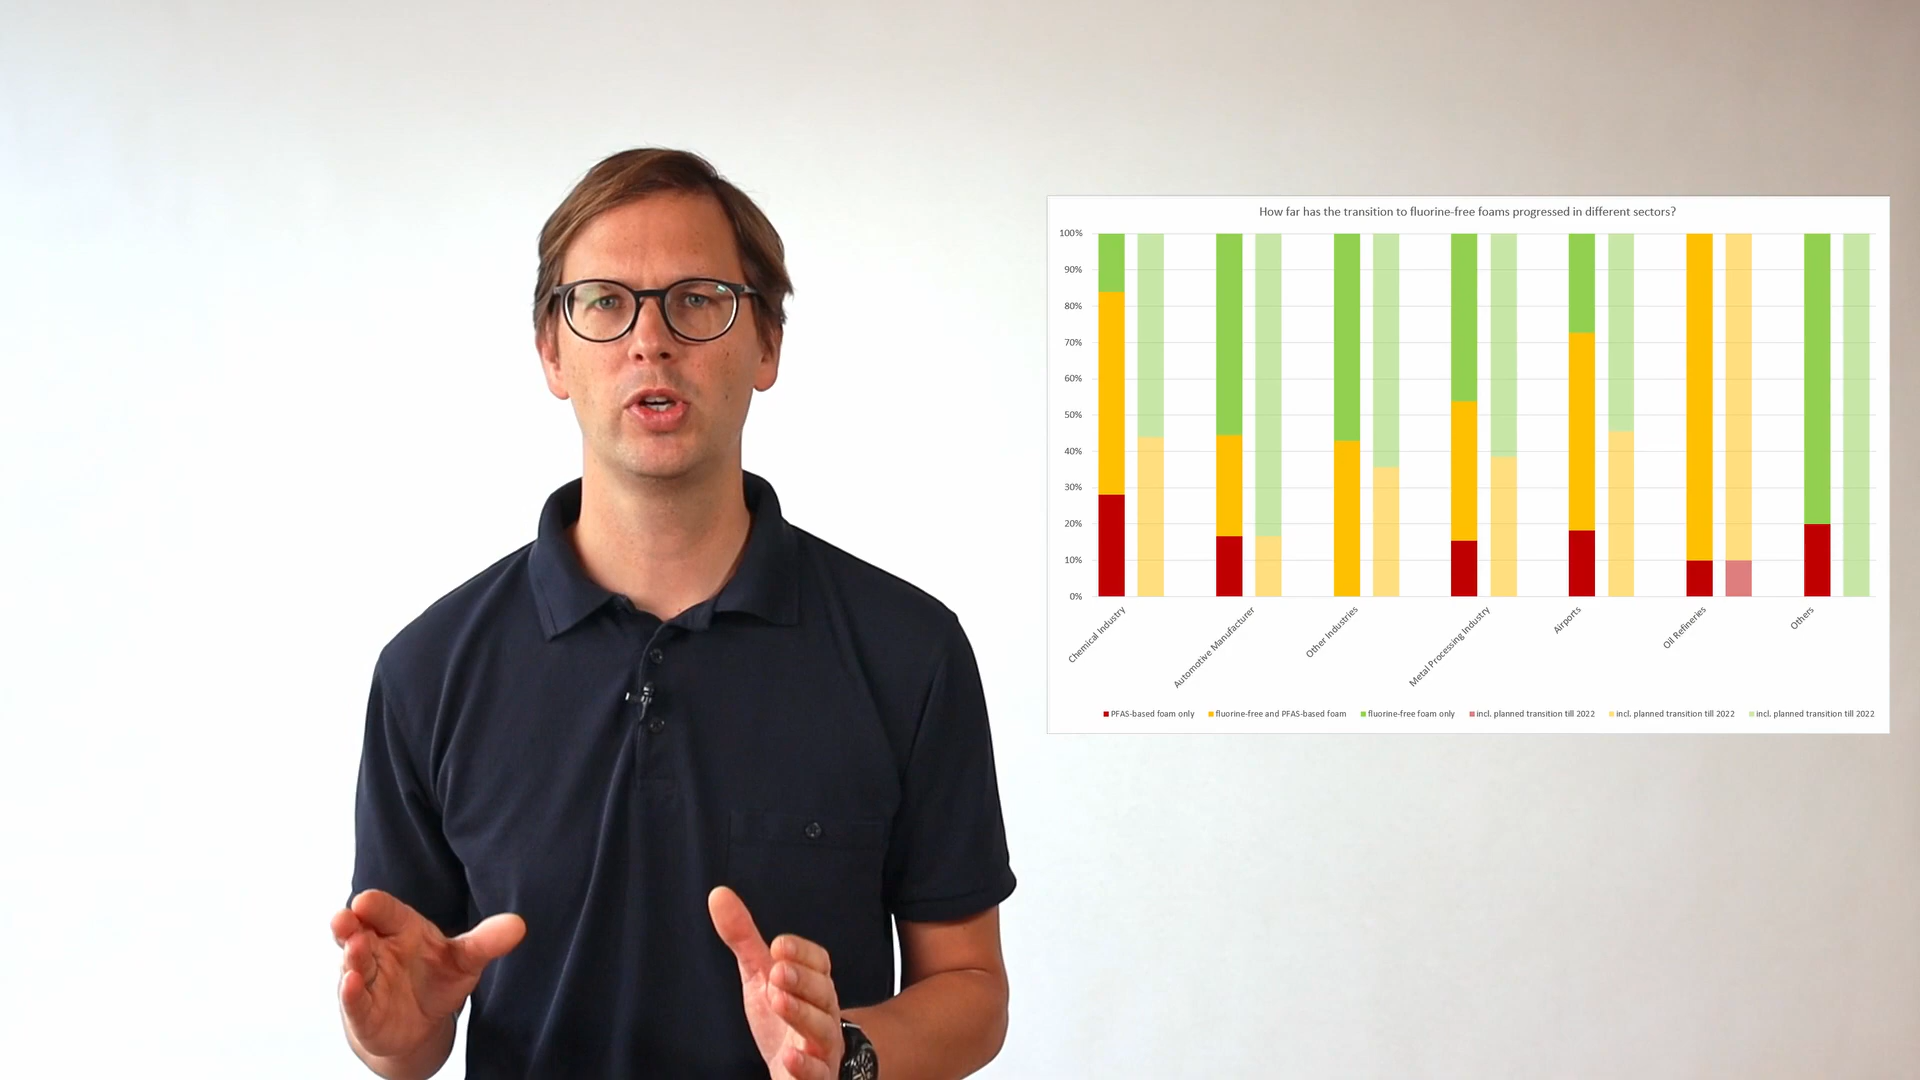 How far has the transition to fluorine-free foams progressed in different sectors?
100%
90%
80%
70%
60%
50%
40%
30%
20%
10%
0%
Chemical Industry
Automotive Manufacturer
Other Industries
Metal Processing Industry
Airports
Oil Refineries
Others
PFAS-based foam only
fluorine-free and PFAS-based foam
fluorine-free foam only
incl. planned transition till 2022
incl. planned transition till 2022
incl. planned transition till 2022